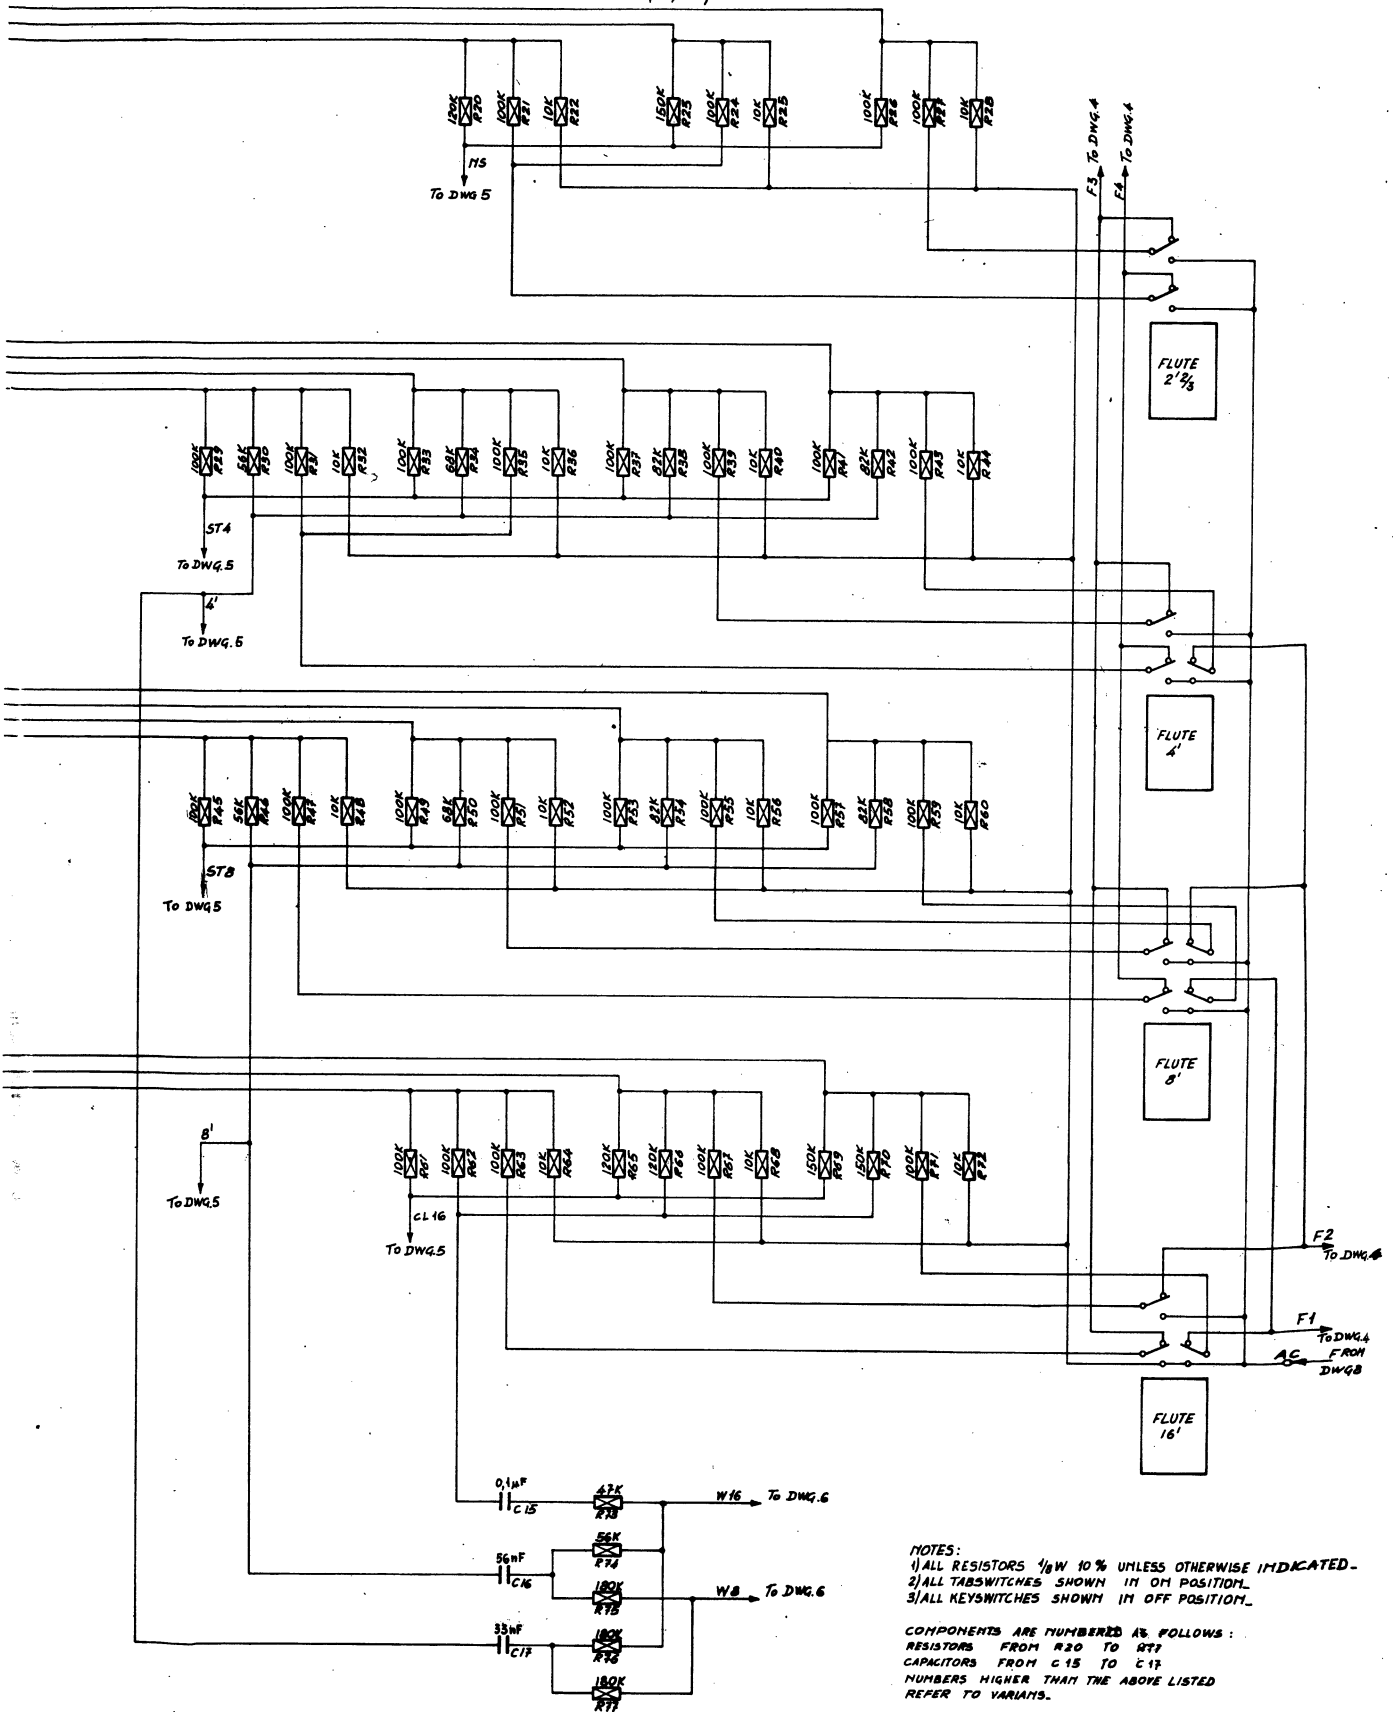 120K R20
100K R21
10K R22
150K R23
100K R24
10K R25
100K R26
100K R27
10K R28
MS
To DWG 5
F3 To DWG.4
F4 To DWG.4
FLUTE
2' 2/3
100K R29
56K R30
100K R31
10K R32
100K R33
68K R34
100K R35
10K R36
100K R37
82K R38
100K R39
10K R40
100K R41
82K R42
100K R43
10K R44
ST4
To DWG.5
4'
To DWG.5
FLUTE
4'
100K R45
56K R46
100K R47
10K R48
100K R49
68K R50
100K R51
10K R52
100K R53
82K R54
100K R55
10K R56
100K R57
82K R58
100K R59
10K R60
ST8
To DWG5
FLUTE
8'
8'
To DWG.5
100K R61
100K R62
100K R63
10K R64
120K R65
120K R66
100K R67
10K R68
150K R69
150K R70
100K R71
10K R72
CL16
To DWG.5
F2
To DWG.
F1
To DWG.4
AC FROM
DWG8
FLUTE
16'
0,1µF C15
47K R73
W16 To DWG.6
56K R74
56nF C16
180K R75
W8 To DWG.6
33nF C17
180K R76
180K R77
NOTES:
1) ALL RESISTORS 1/8W 10% UNLESS OTHERWISE INDICATED_
2) ALL TABSWITCHES SHOWN IN ON POSITION_
3) ALL KEYSWITCHES SHOWN IN OFF POSITION_
COMPONENTS ARE NUMBERED AS FOLLOWS :
RESISTORS FROM R20 TO R77
CAPACITORS FROM C15 TO C17
NUMBERS HIGHER THAN THE ABOVE LISTED
REFER TO VARIANS_